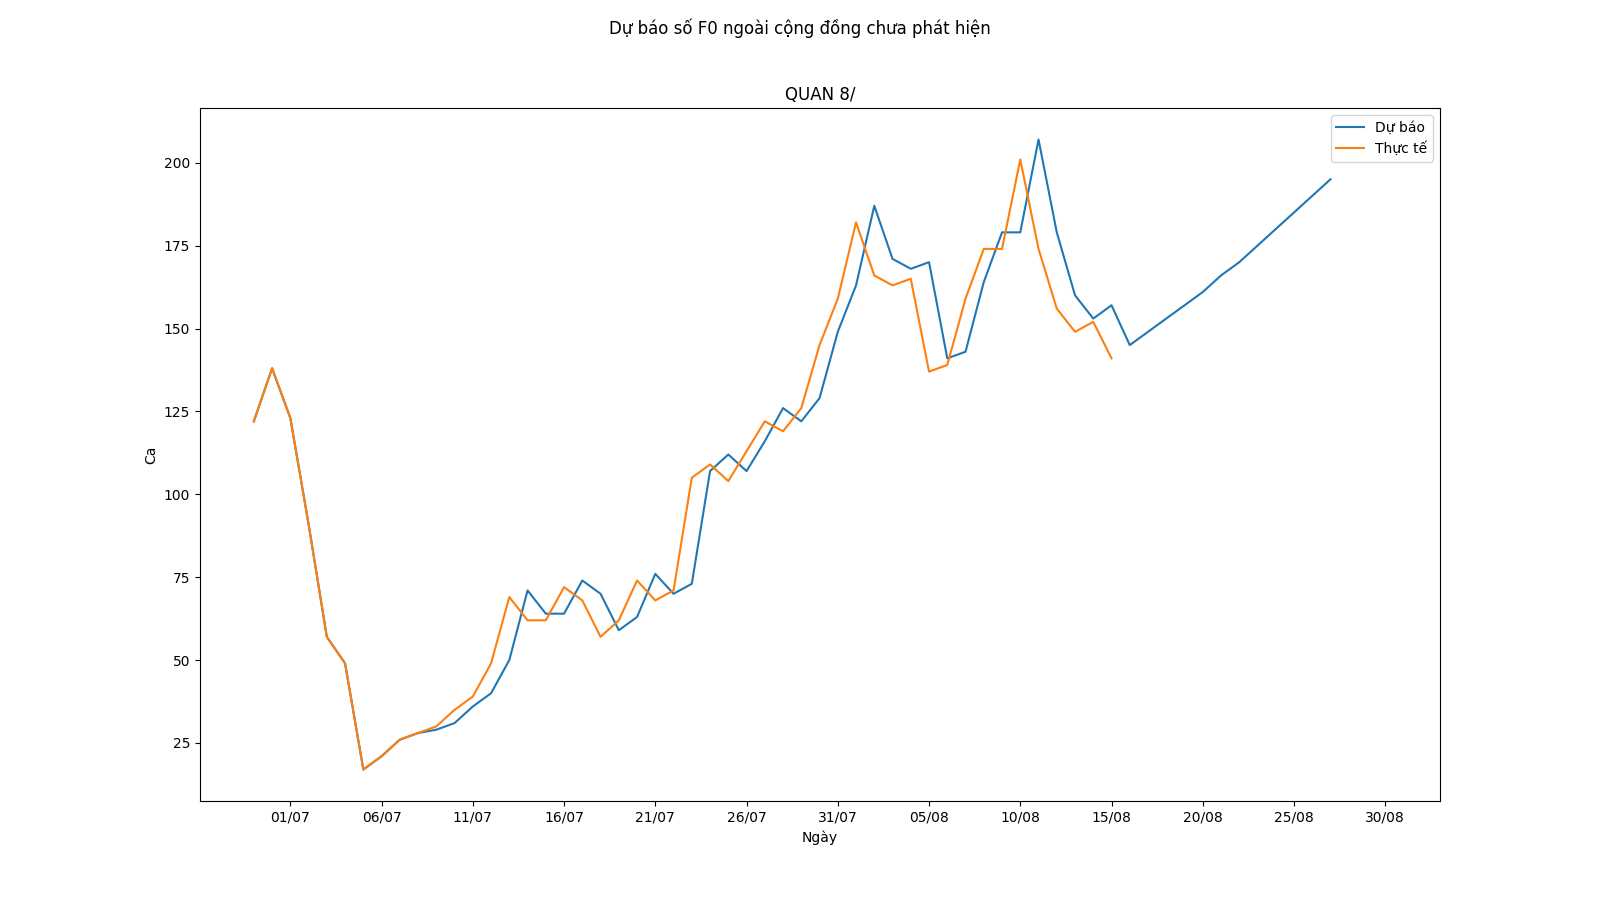 Dự báo số F0 ngoài cộng đồng chưa phát hiện
QUAN 8/
Dự báo
Thực tế
200
175
150
125
100
75
50
25
Ca
01/07 06/07 11/07 16/07 21/07 26/07 31/07 05/08 10/08 15/08 20/08 25/08 30/08
Ngày